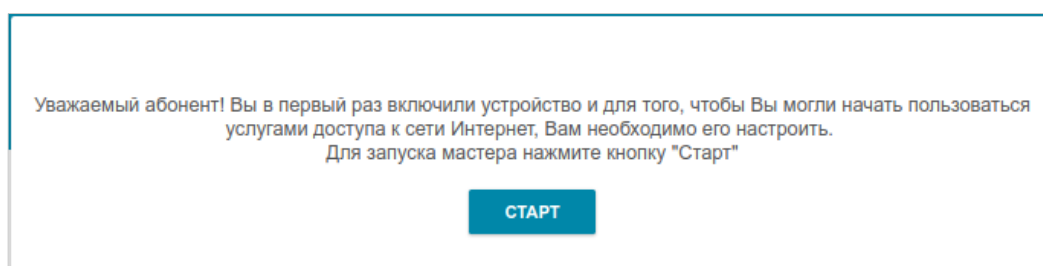 Уважаемый абонент! Вы в первый раз включили устройство и для того, чтобы Вы могли начать пользоваться
услугами доступа к сети Интернет, Вам необходимо его настроить.
Для запуска мастера нажмите кнопку "Старт"
СТАРТ